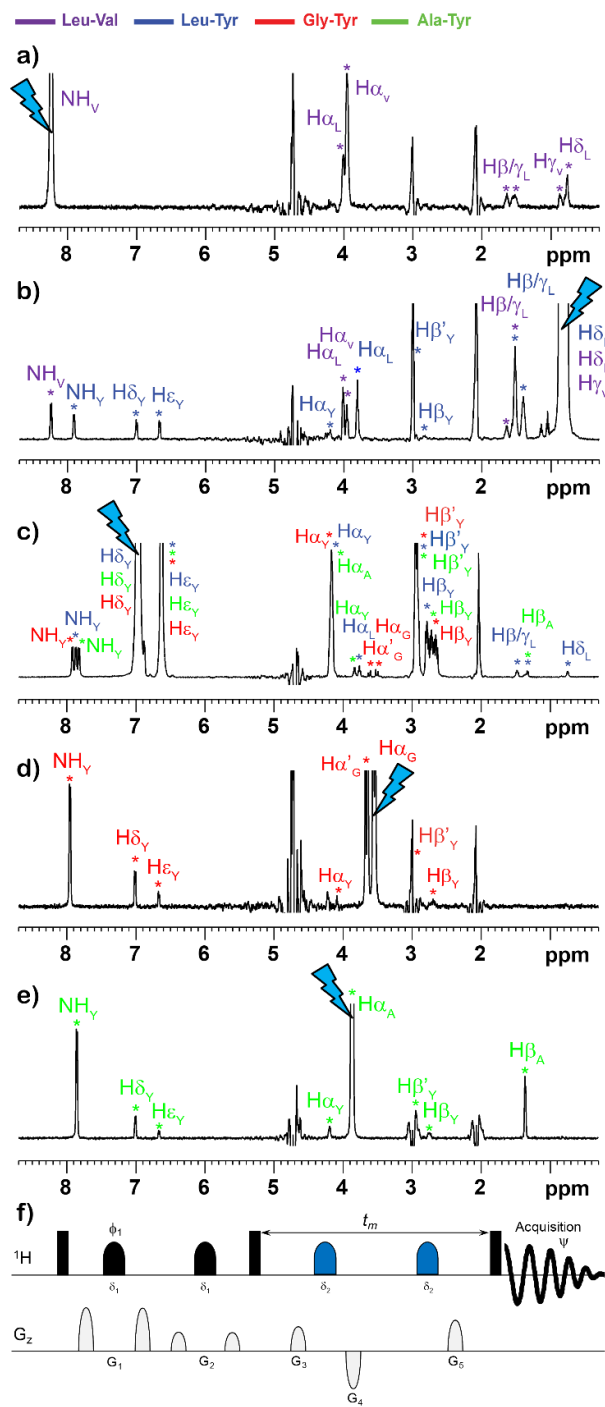 Leu-Val Leu-Tyr Gly-Tyr Ala-Tyr
a)
NHV
HαL
* HαV
*
Hβ/γL
* *
HγV
*
HδL
*
8 7 6 5 4 3 2 ppm
b)
NHV
*
NHY
*
HδY
*
HεY
*
HαY
*
HαV
HαL
* *
HαL
*
Hβ'Y
*
HβY
*
Hβ/γL
Hβ/γL
*
*
*
*
HδL
HδL
HγV
8 7 6 5 4 3 2 ppm
c)
NHY*
NHY
*
*NHY
HδY
HδY
HδY
*
*
*
HεY
HεY
HεY
HαY*
*HαY
*HαA
HαY
*
HαL
*
Hα'G
* *
HαG
* *
Hβ'Y
*Hβ'Y
*Hβ'Y
*
HβY
*
*HβY
*HβY
Hβ/γL
*
HβA
*
*
HδL
*
8 7 6 5 4 3 2 ppm
d)
NHY
*
HδY
*
HεY
*
HαY
*
Hα'G *
HαG
Hβ'Y
*
HβY
*
8 7 6 5 4 3 2 ppm
e)
NHY
*
HδY
*
HεY
*
HαY
*
*HαA
Hβ'Y
*
HβY
*
HβA
*
8 7 6 5 4 3 2 ppm
f)
ϕ1
tm
Acquisition
ψ
1H
δ1 δ1 δ2 δ2
Gz
G1 G2 G3 G4 G5